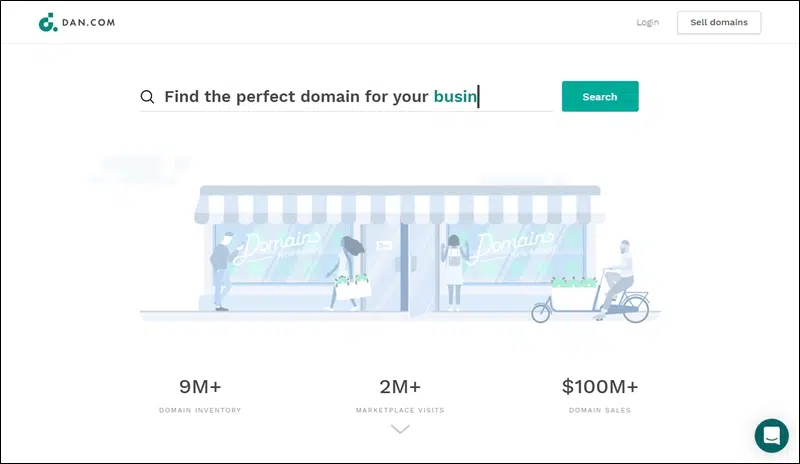 DAN.COM
Login
Sell domains
Find the perfect domain for your busin
Search
Domains
Domains
9M+
2M+
$100M+
DOMAIN INVENTORY
MARKETPLACE VISITS
DOMAIN SALES